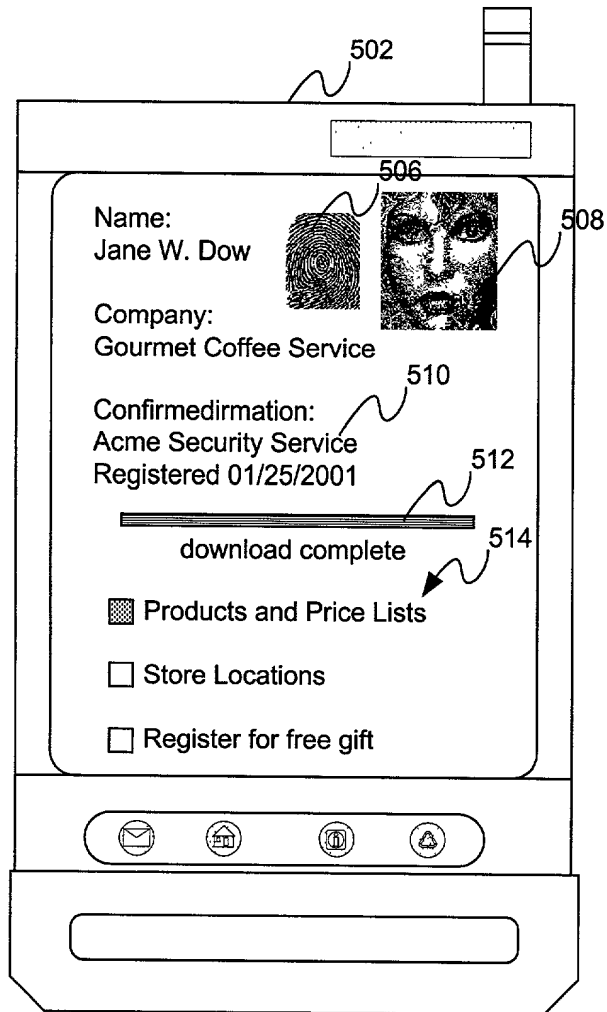 502
506
Name:
Jane W. Dow
508
Company:
Gourmet Coffee Service
510
Confirmedirmation:
Acme Security Service
Registered 01/25/2001
512
download complete
514
Products and Price Lists
Store Locations
Register for free gift